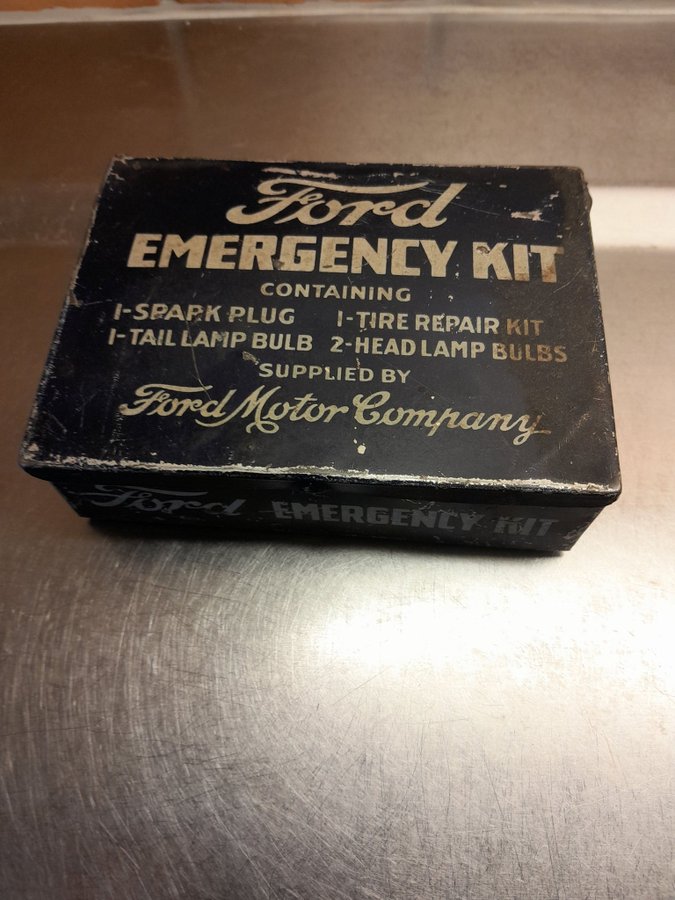 Ford
EMERGENCY KIT
CONTAINING
1-SPARK PLUG 1-TIRE REPAIR KIT
1-TAIL LAMP BULB 2-HEAD LAMP BULBS
SUPPLIED BY
Ford Motor Company
Ford EMERGENCY KIT